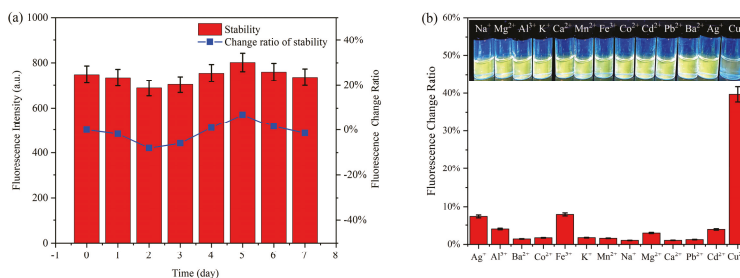 (a)
Stability
Change ratio of stability
Fluorescence Intensity (a.u.)
1000
800
600
400
200
0
40%
20%
0%
-20%
-40%
Fluorescence Change Ratio
-1 0 1 2 3 4 5 6 7 8
Time (day)
(b)
Na⁺ Mg²⁺ Al³⁺ K⁺ Ca²⁺ Mn²⁺ Fe³⁺ Co²⁺ Cd²⁺ Pb²⁺ Ba²⁺ Ag⁺ Cu
Fluorescence Change Ratio
60%
50%
40%
30%
20%
10%
0%
Ag⁺ Al³⁺ Ba²⁺ Co²⁺ Fe³⁺ K⁺ Mn²⁺ Na⁺ Mg²⁺ Ca²⁺ Pb²⁺ Cd²⁺ Cu²